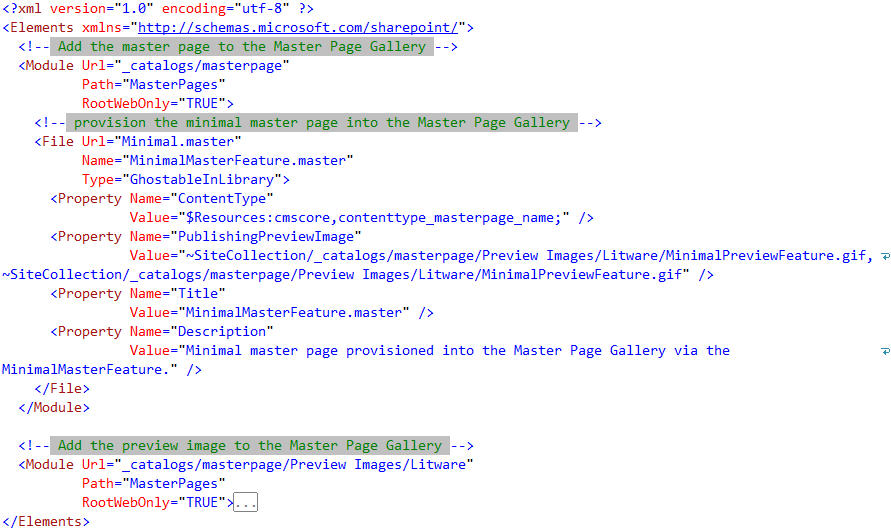 <?xml version="1.0" encoding="utf-8" ?>
<Elements xmlns="http://schemas.microsoft.com/sharepoint/">
  <!-- Add the master page to the Master Page Gallery -->
  <Module Url="_catalogs/masterpage"
          Path="MasterPages"
          RootWebOnly="TRUE">
    <!-- provision the minimal master page into the Master Page Gallery -->
    <File Url="Minimal.master"
          Name="MinimalMasterFeature.master"
          Type="GhostableInLibrary">
      <Property Name="ContentType"
                Value="$Resources:cmscore,contenttype_masterpage_name;" />
      <Property Name="PublishingPreviewImage"
                Value="~SiteCollection/_catalogs/masterpage/Preview Images/Litware/MinimalPreviewFeature.gif,
~SiteCollection/_catalogs/masterpage/Preview Images/Litware/MinimalPreviewFeature.gif" />
      <Property Name="Title"
                Value="MinimalMasterFeature.master" />
      <Property Name="Description"
                Value="Minimal master page provisioned into the Master Page Gallery via the
MinimalMasterFeature." />
    </File>
  </Module>

  <!-- Add the preview image to the Master Page Gallery -->
  <Module Url="_catalogs/masterpage/Preview Images/Litware"
          Path="MasterPages"
          RootWebOnly="TRUE">...
</Elements>